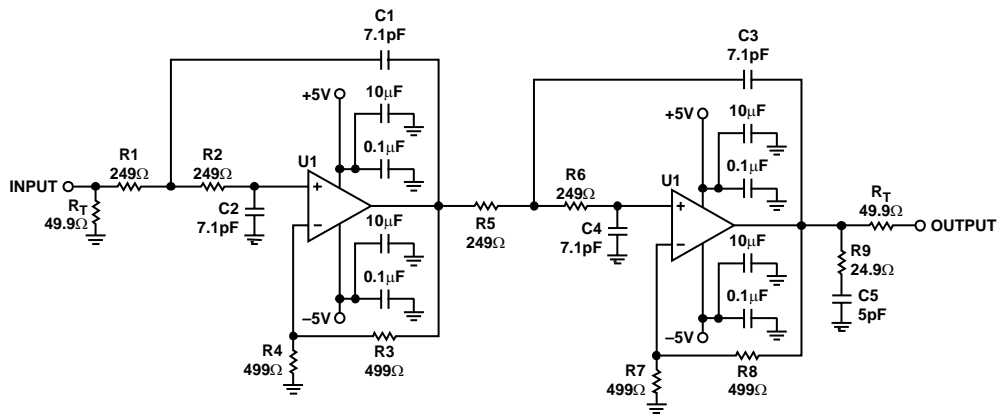 C1
7.1pF
C3
7.1pF
+5V
10μF
0.1μF
+5V
10μF
0.1μF
INPUT
R1
249Ω
R2
249Ω
U1
+
–
R6
249Ω
U1
+
–
RT
49.9Ω
OUTPUT
RT
49.9Ω
C2
7.1pF
10μF
0.1μF
–5V
R5
249Ω
C4
7.1pF
10μF
0.1μF
–5V
R9
24.9Ω
C5
5pF
R4
499Ω
R3
499Ω
R7
499Ω
R8
499Ω